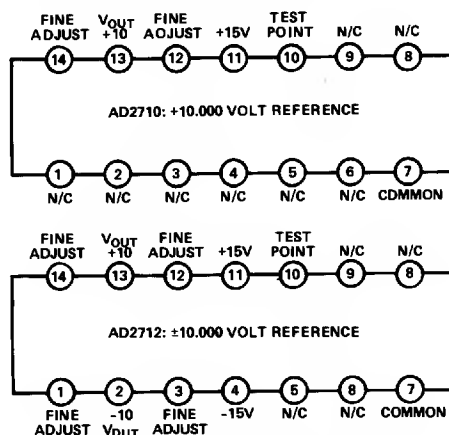 FINE VOUT FINE TEST
ADJUST +10 AOJUST +15V POINT N/C N/C
14 13 12 11 10 9 8
AD2710: +10.000 VOLT REFERENCE
1 2 3 4 5 6 7
N/C N/C N/C N/C N/C N/C CDMMON
FINE VOUT FINE TEST
ADJUST +10 ADJUST +15V POINT N/C N/C
14 13 12 11 10 9 8
AD2712: ±10.000 VOLT REFERENCE
1 2 3 4 5 8 7
FINE -10 FINE -15V N/C N/C COMMON
ADJUST VDUT ADJUST